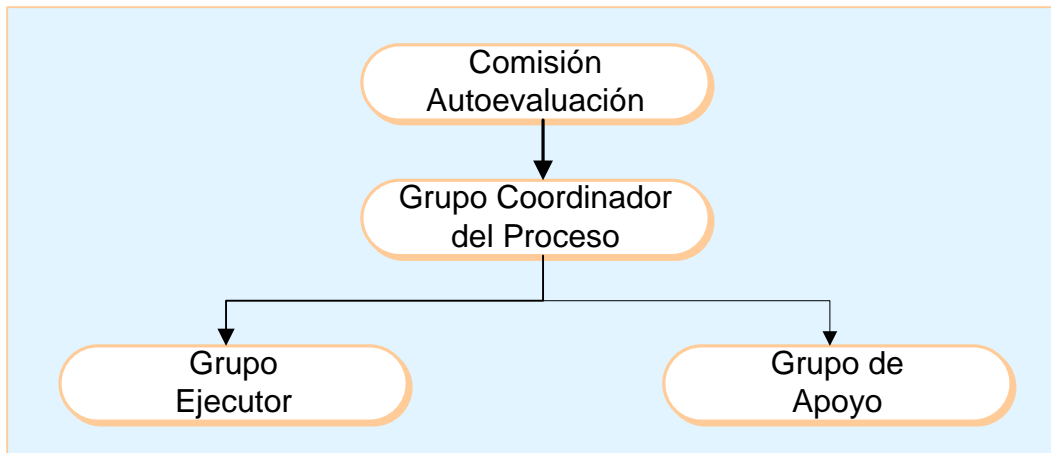 Comisión
Autoevaluación
Grupo Coordinador
del Proceso
Grupo
Ejecutor
Grupo de
Apoyo